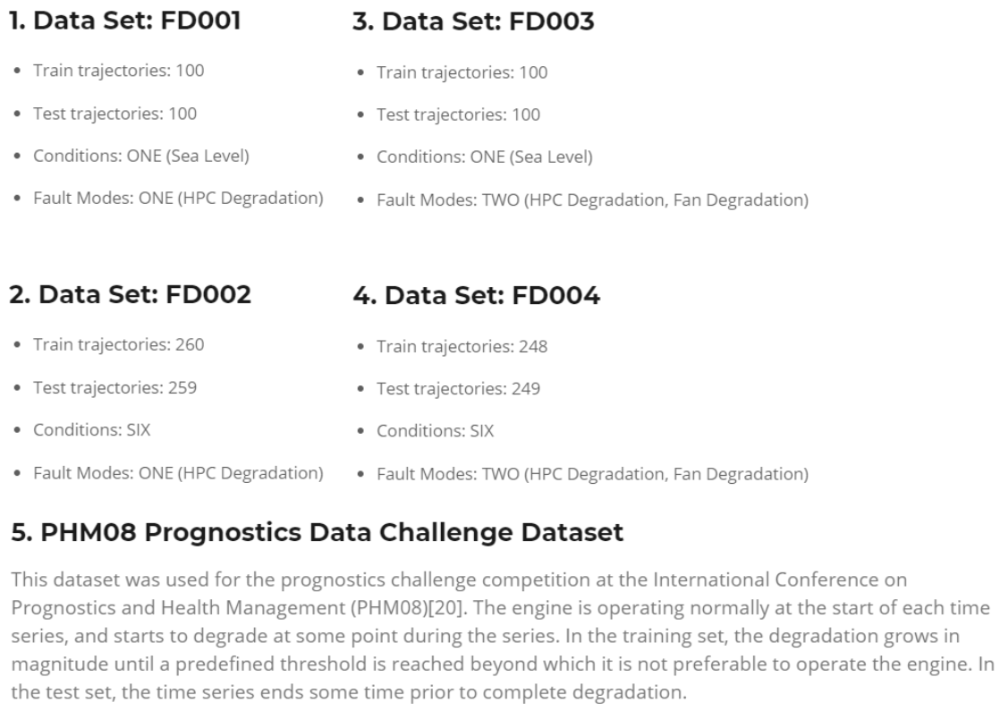 1. Data Set: FD001
• Train trajectories: 100
• Test trajectories: 100
• Conditions: ONE (Sea Level)
• Fault Modes: ONE (HPC Degradation)
2. Data Set: FD002
• Train trajectories: 260
• Test trajectories: 259
• Conditions: SIX
• Fault Modes: ONE (HPC Degradation)
3. Data Set: FD003
• Train trajectories: 100
• Test trajectories: 100
• Conditions: ONE (Sea Level)
• Fault Modes: TWO (HPC Degradation, Fan Degradation)
4. Data Set: FD004
• Train trajectories: 248
• Test trajectories: 249
• Conditions: SIX
• Fault Modes: TWO (HPC Degradation, Fan Degradation)
5. PHM08 Prognostics Data Challenge Dataset
This dataset was used for the prognostics challenge competition at the International Conference on
Prognostics and Health Management (PHM08)[20]. The engine is operating normally at the start of each time
series, and starts to degrade at some point during the series. In the training set, the degradation grows in
magnitude until a predefined threshold is reached beyond which it is not preferable to operate the engine. In
the test set, the time series ends some time prior to complete degradation.